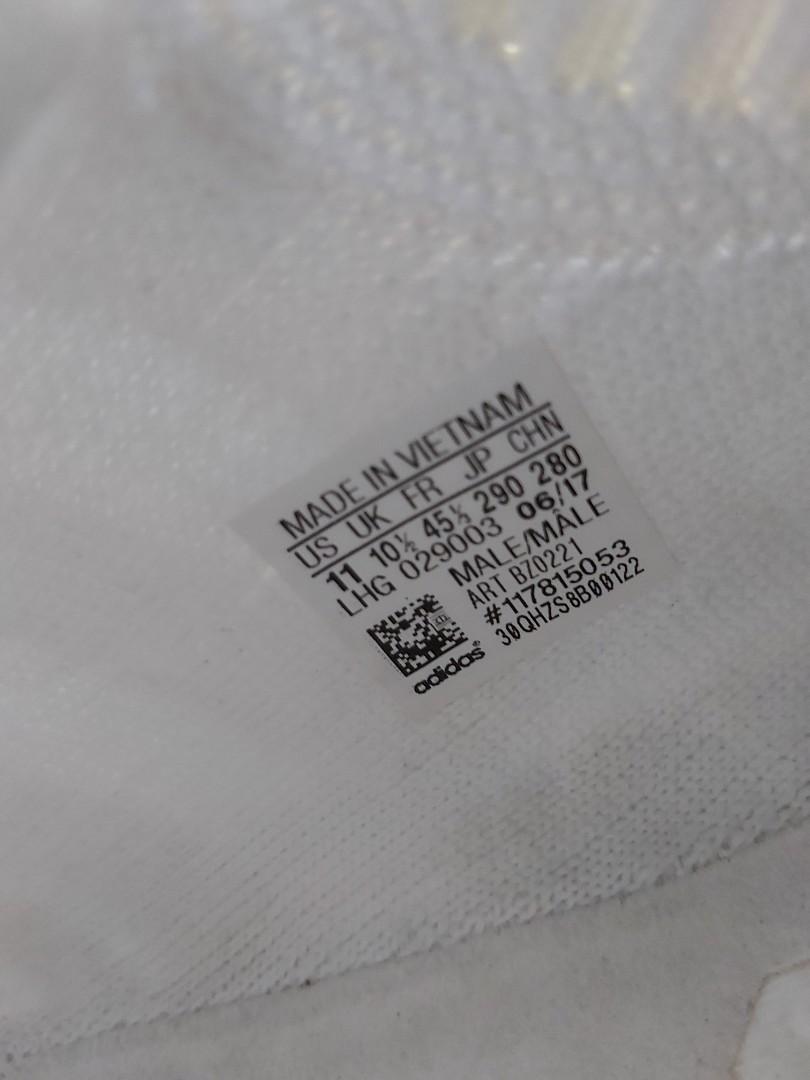 MADE IN VIETNAM
US UK FR JP CHN
11 10½ 45⅓ 290 280
LHG 029003 06/17
MALE/MÂLE
ART BZ0221
#117815053
30QHZS8B00122
adidas®